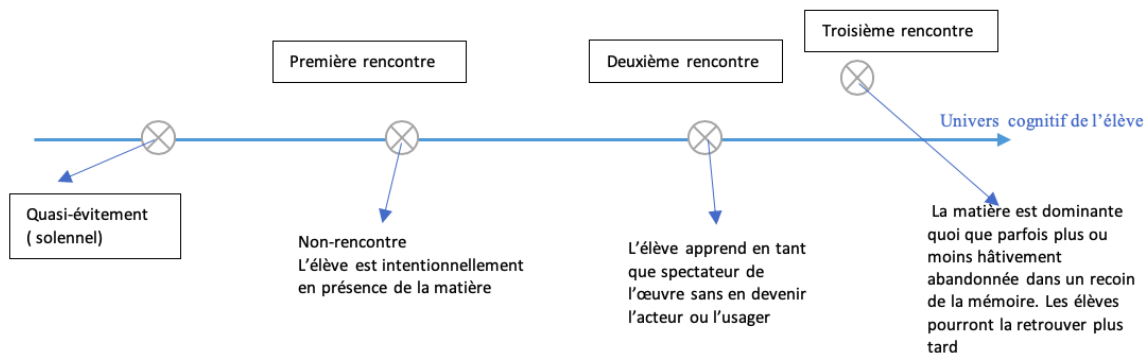 Troisième rencontre
Première rencontre
Deuxième rencontre
Univers cognitif de l’élève
Quasi-évitement
( solennel)
Non-rencontre
L’élève est intentionnellement
en présence de la matière
L’élève apprend en tant
que spectateur de
l’œuvre sans en devenir
l’acteur ou l’usager
La matière est dominante
quoi que parfois plus ou
moins hâtivement
abandonnée dans un recoin
de la mémoire. Les élèves
pourront la retrouver plus
tard